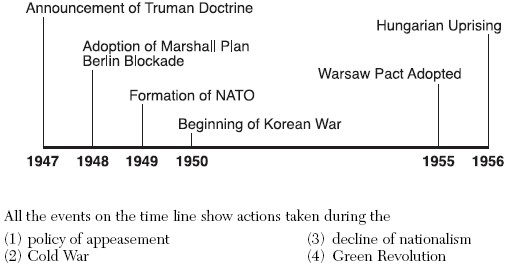 Announcement of Truman Doctrine
Hungarian Uprising
Adoption of Marshall Plan
Berlin Blockade
Warsaw Pact Adopted
Formation of NATO
Beginning of Korean War
1947 1948 1949 1950 1955 1956
All the events on the time line show actions taken during the
(1) policy of appeasement (3) decline of nationalism
(2) Cold War (4) Green Revolution